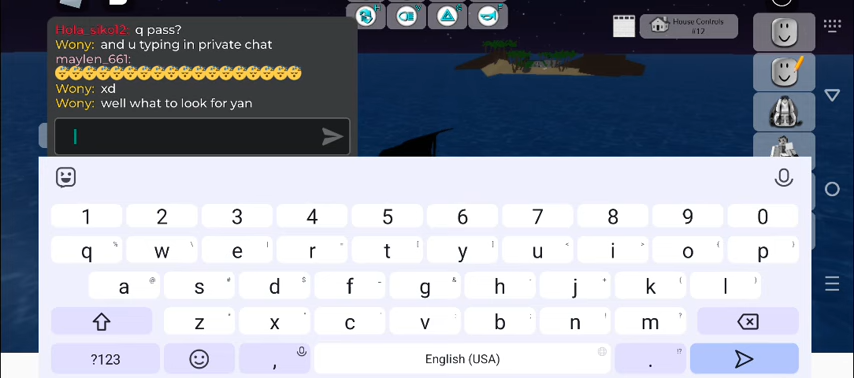 House Controls
#12
Hola_siko12: q pass?
Wony: and u typing in private chat
maylen_661:
😴😴😴😴😴😴😴😴😴😴😴😴😴😴😴😴😴😴
Wony: xd
Wony: well what to look for yan
1 2 3 4 5 6 7 8 9 0
q w e r t y u i o p
a s d f g h j k l
z x c v b n m
?123 , English (USA) .